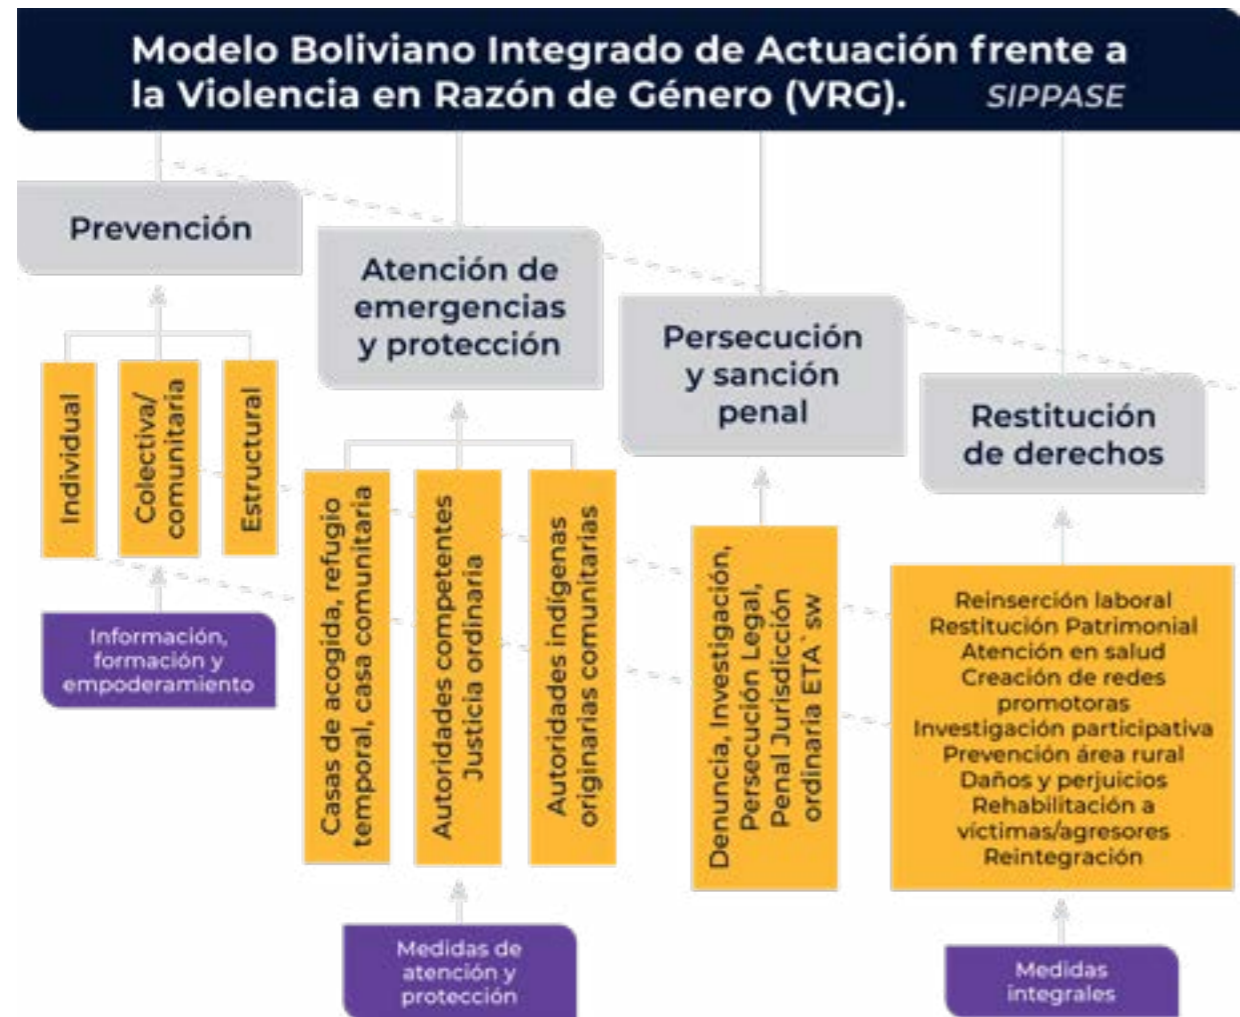 Modelo Boliviano Integrado de Actuación frente a
la Violencia en Razón de Género (VRG). SIPPASE
Prevención
Individual
Colectiva/
comunitaria
Estructural
Información,
formación y
empoderamiento
Atención de
emergencias
y protección
Casas de acogida, refugio
temporal, casa comunitaria
Autoridades competentes
Justicia ordinaria
Autoridades indígenas
originarias comunitarias
Medidas de
atención y
protección
Persecución
y sanción
penal
Denuncia, Investigación,
Persecución Legal,
Penal Jurisdicción
ordinaria ETA`sw
Restitución
de derechos
Reinserción laboral
Restitución Patrimonial
Atención en salud
Creación de redes
promotoras
Investigación participativa
Prevención área rural
Daños y perjuicios
Rehabilitación a
víctimas/agresores
Reintegración
Medidas
integrales